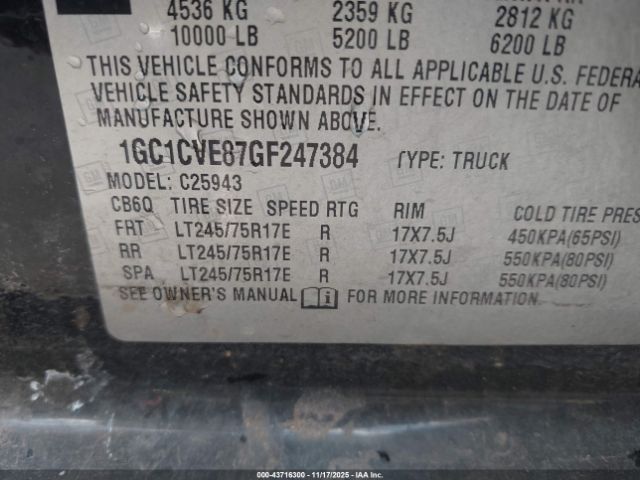 4536 KG 2359 KG 2812 KG
10000 LB 5200 LB 6200 LB
THIS VEHICLE CONFORMS TO ALL APPLICABLE U.S. FEDERA
VEHICLE SAFETY STANDARDS IN EFFECT ON THE DATE OF
MANUFACTURE SHOWN ABOVE.
1GC1CVE87GF247384 TYPE: TRUCK
MODEL: C25943
CB6Q TIRE SIZE SPEED RTG RIM COLD TIRE PRES
FRT LT245/75R17E R 17X7.5J 450KPA(65PSI)
RR LT245/75R17E R 17X7.5J 550KPA(80PSI)
SPA LT245/75R17E R 17X7.5J 550KPA(80PSI)
SEE OWNER'S MANUAL i FOR MORE INFORMATION.
000-43716300 - 11/17/2025 - IAA Inc.